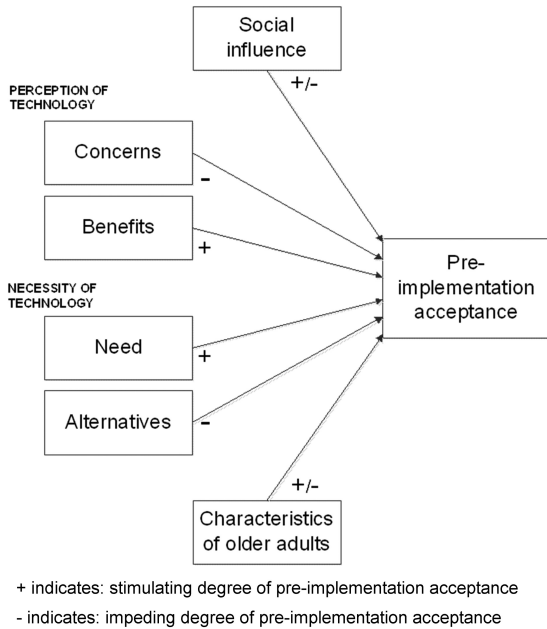 Social
influence
+/-
PERCEPTION OF
TECHNOLOGY
Concerns
-
Benefits
+
Pre-
implementation
acceptance
NECESSITY OF
TECHNOLOGY
Need
+
Alternatives
-
+/-
Characteristics
of older adults
+ indicates: stimulating degree of pre-implementation acceptance
- indicates: impeding degree of pre-implementation acceptance